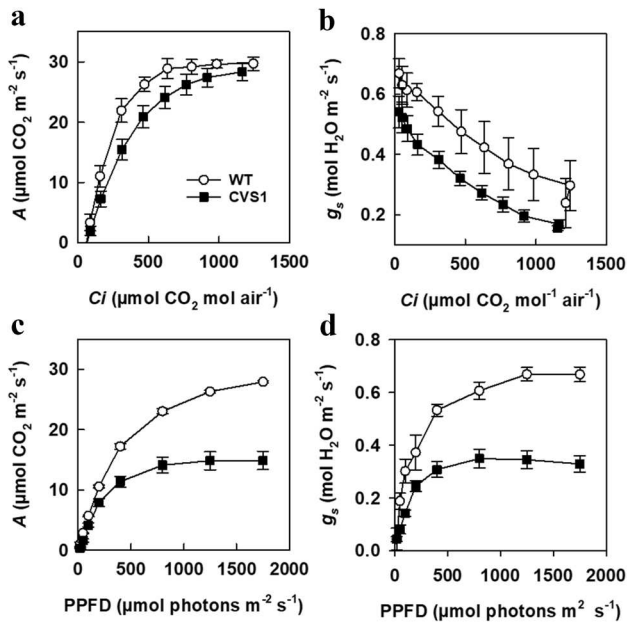 a
A (µmol CO2 m-2 s-1)
40
30
20
10
0
WT
CVS1
0 500 1000 1500
Ci (µmol CO2 mol air-1)
b
gs (mol H2O m-2 s-1)
0.8
0.6
0.4
0.2
0 500 1000 1500
Ci (µmol CO2 mol-1 air-1)
c
A (µmol CO2 m-2 s-1)
30
20
10
0
0 500 1000 1500 2000
PPFD (µmol photons m-2 s-1)
d
gs (mol H2O m-2 s-1)
0.8
0.6
0.4
0.2
0.0
0 500 1000 1500 2000
PPFD (µmol photons m2 s-1)